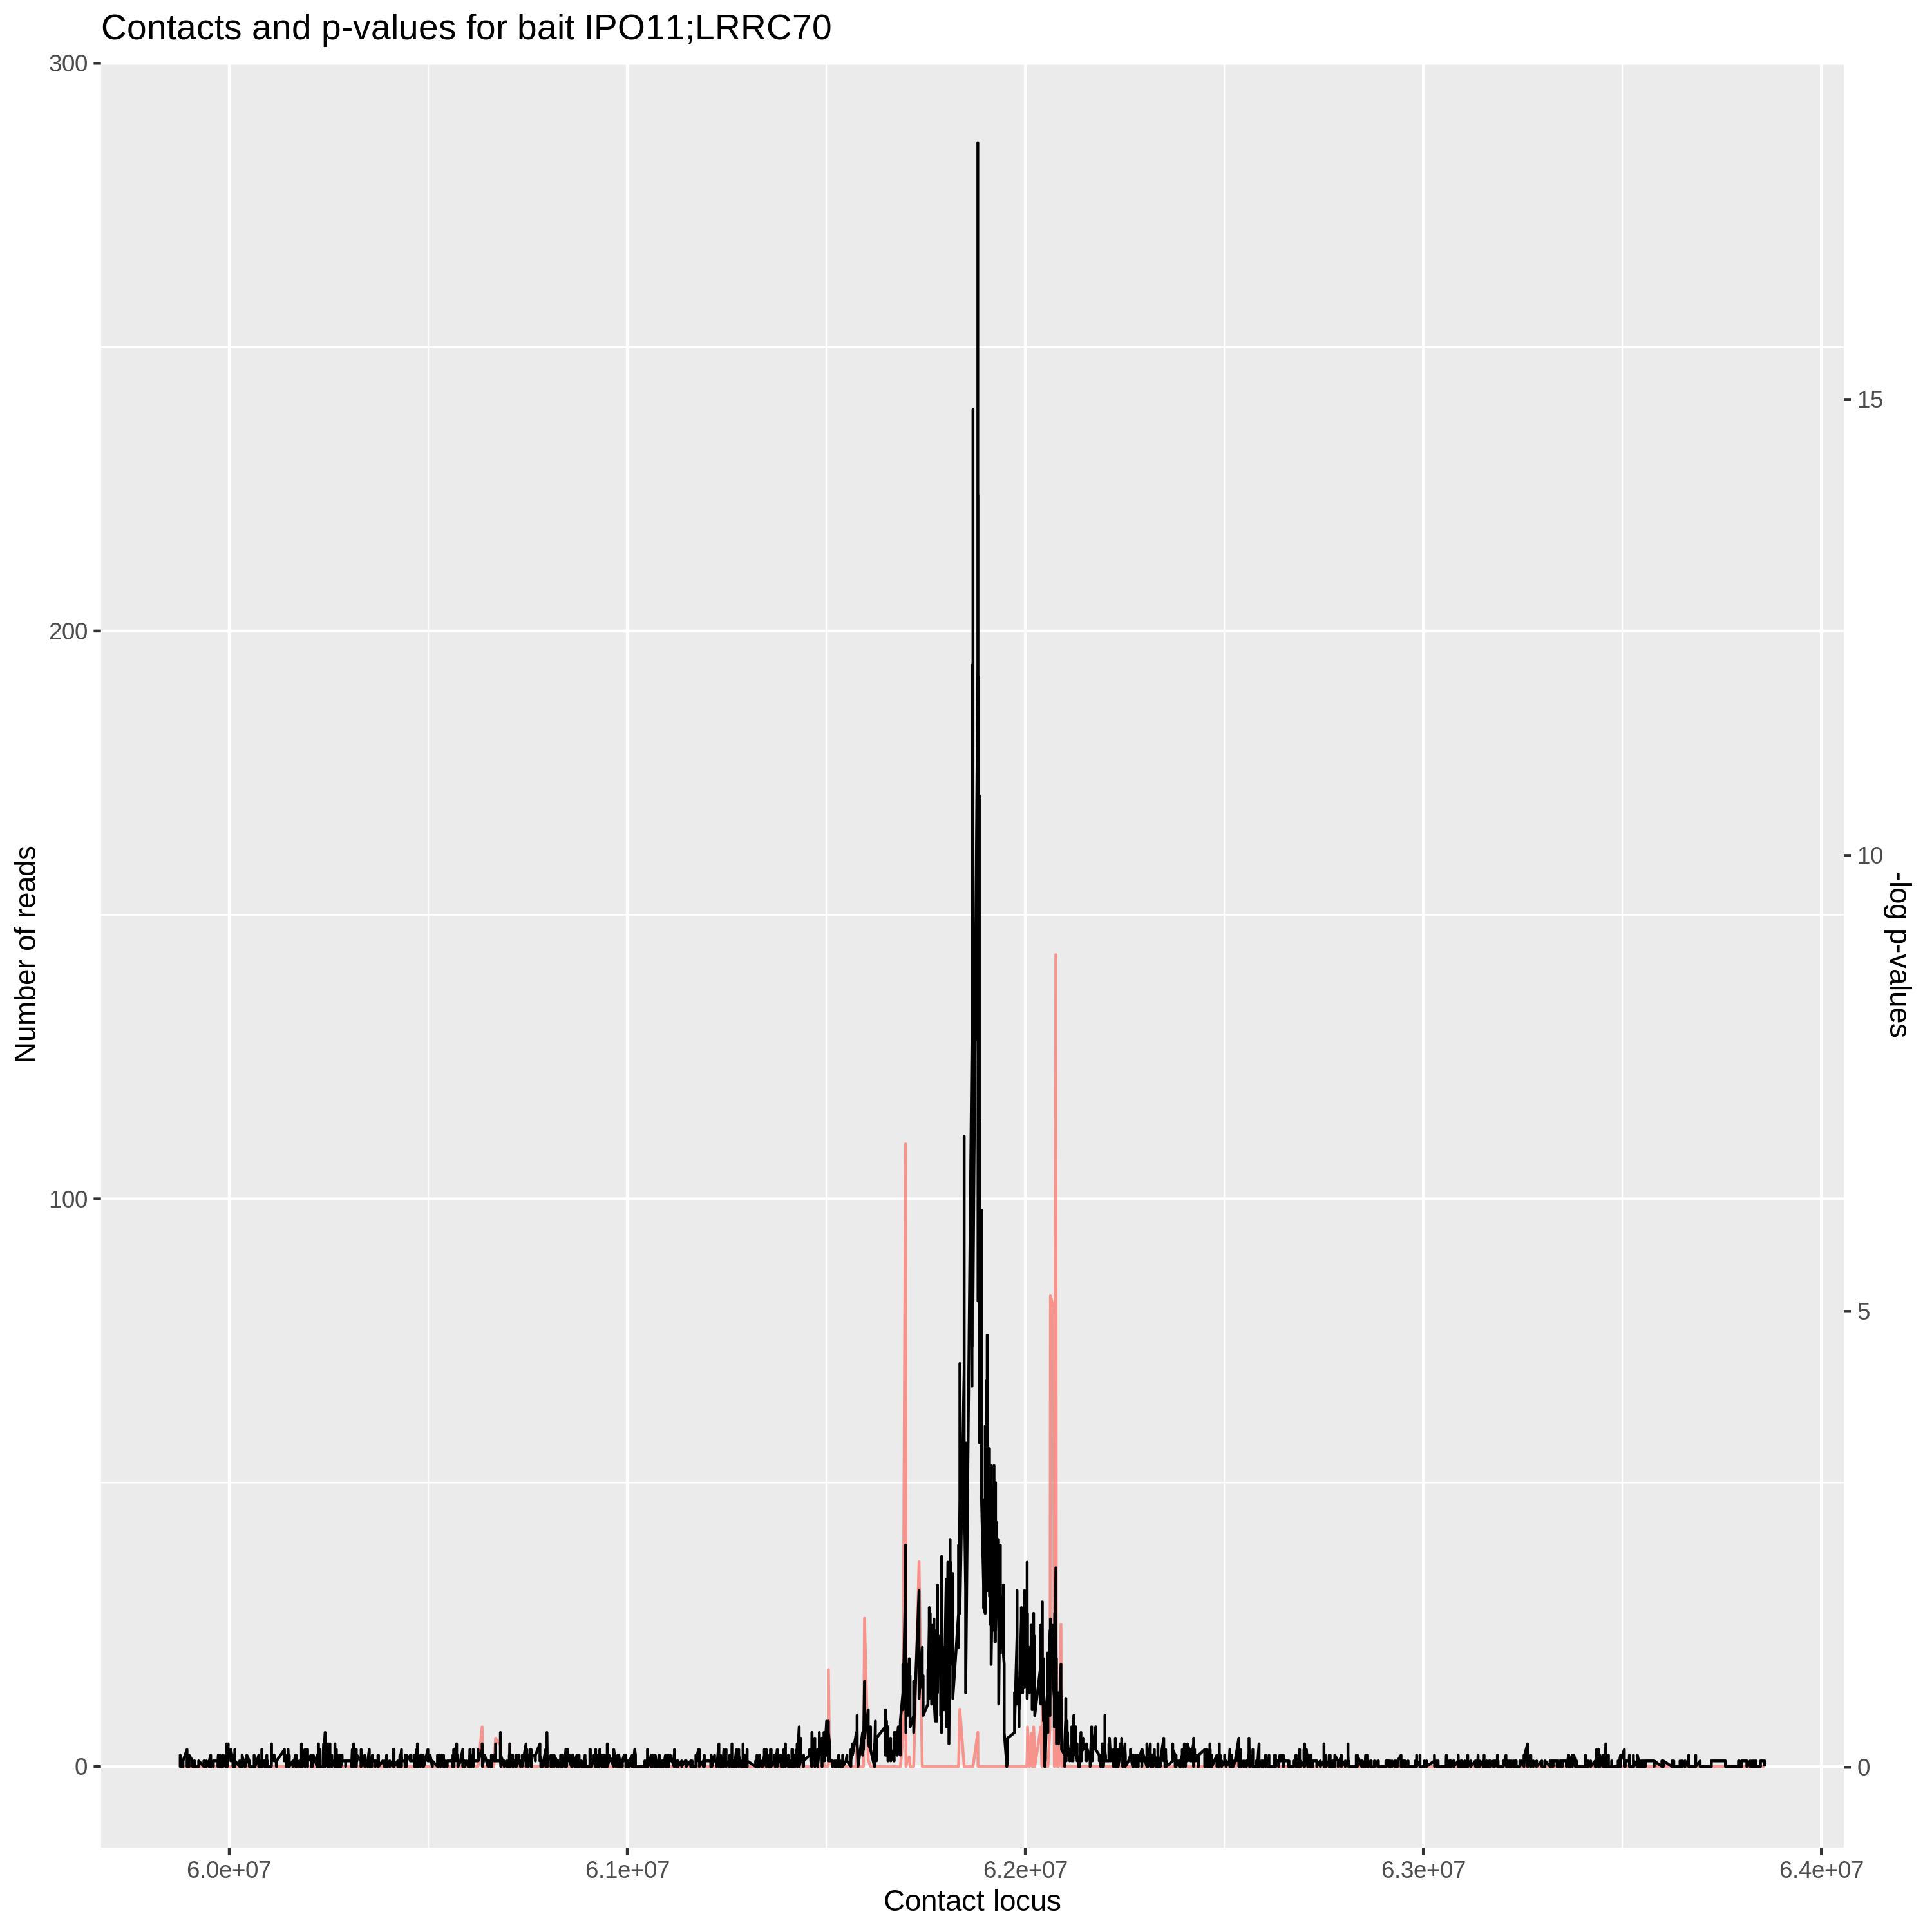 Contacts and p-values for bait IPO11;LRRC70
300
200
100
0
Number of reads
15
10
5
0
-log p-values
6.0e+07 6.1e+07 6.2e+07 6.3e+07 6.4e+07
Contact locus